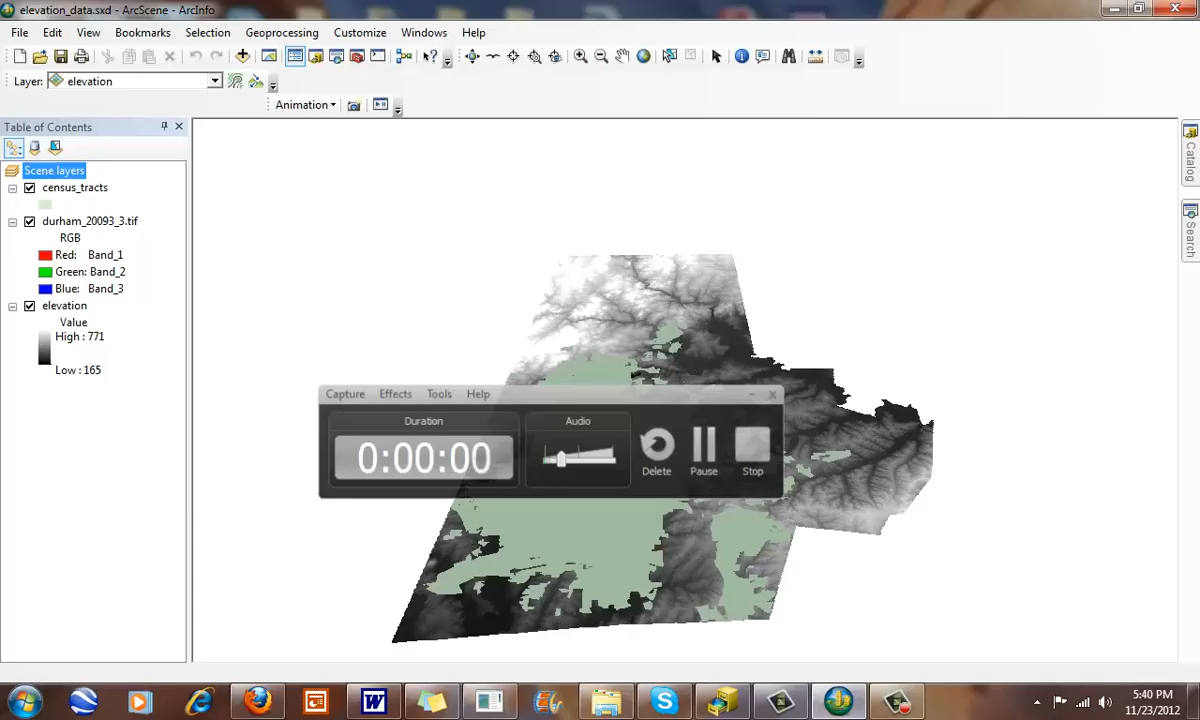 elevation_data.sxd - ArcScene - ArcInfo
File Edit View Bookmarks Selection Geoprocessing Customize Windows Help
Layer: elevation
Animation
Table of Contents
Scene layers
census_tracts
durham_20093_3.tif
RGB
Red: Band_1
Green: Band_2
Blue: Band_3
elevation
Value
High : 771
Low : 165
Capture Effects Tools Help
Duration
0:00:00
Audio
Delete Pause Stop
Catalog
Search
5:40 PM
11/23/2012